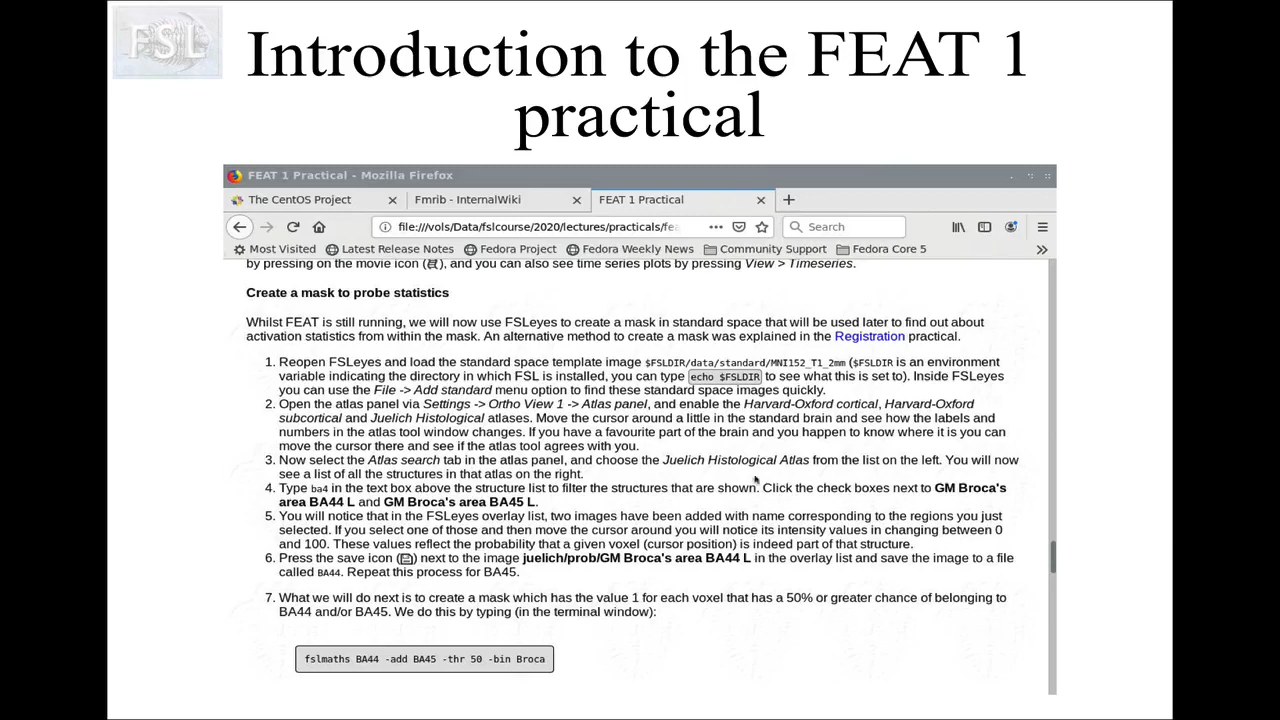 FSL
Introduction to the FEAT 1
practical
FEAT 1 Practical - Mozilla Firefox
The CentOS Project
Fmrib - InternalWiki
FEAT 1 Practical
file:///vols/Data/fslcourse/2020/lectures/practicals/fea
Search
Most Visited
Latest Release Notes
Fedora Project
Fedora Weekly News
Community Support
Fedora Core 5
by pressing on the movie icon ( ), and you can also see time series plots by pressing View > Timeseries.
Create a mask to probe statistics
Whilst FEAT is still running, we will now use FSLeyes to create a mask in standard space that will be used later to find out about
activation statistics from within the mask. An alternative method to create a mask was explained in the Registration practical.
1. Reopen FSLeyes and load the standard space template image $FSLDIR/data/standard/MNI152_T1_2mm ($FSLDIR is an environment
variable indicating the directory in which FSL is installed, you can type echo $FSLDIR to see what this is set to). Inside FSLeyes
you can use the File -> Add standard menu option to find these standard space images quickly.
2. Open the atlas panel via Settings -> Ortho View 1 -> Atlas panel, and enable the Harvard-Oxford cortical, Harvard-Oxford
subcortical and Juelich Histological atlases. Move the cursor around a little in the standard brain and see how the labels and
numbers in the atlas tool window changes. If you have a favourite part of the brain and you happen to know where it is you can
move the cursor there and see if the atlas tool agrees with you.
3. Now select the Atlas search tab in the atlas panel, and choose the Juelich Histological Atlas from the list on the left. You will now
see a list of all the structures in that atlas on the right.
4. Type ba4 in the text box above the structure list to filter the structures that are shown. Click the check boxes next to GM Broca's
area BA44 L and GM Broca's area BA45 L.
5. You will notice that in the FSLeyes overlay list, two images have been added with name corresponding to the regions you just
selected. If you select one of those and then move the cursor around you will notice its intensity values in changing between 0
and 100. These values reflect the probability that a given voxel (cursor position) is indeed part of that structure.
6. Press the save icon ( ) next to the image juelich/prob/GM Broca's area BA44 L in the overlay list and save the image to a file
called BA44. Repeat this process for BA45.
7. What we will do next is to create a mask which has the value 1 for each voxel that has a 50% or greater chance of belonging to
BA44 and/or BA45. We do this by typing (in the terminal window):
fslmaths BA44 -add BA45 -thr 50 -bin Broca